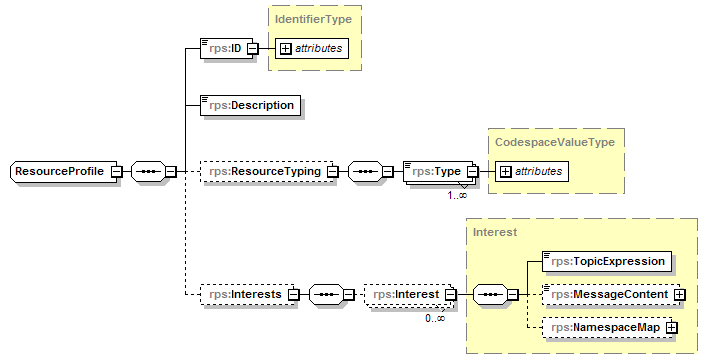 IdentifierType
rps:ID
attributes
rps:Description
CodespaceValueType
ResourceProfile
rps:ResourceTyping
rps:Type
attributes
1..∞
Interest
rps:TopicExpression
rps:Interests
rps:Interest
rps:MessageContent
0..∞
rps:NamespaceMap